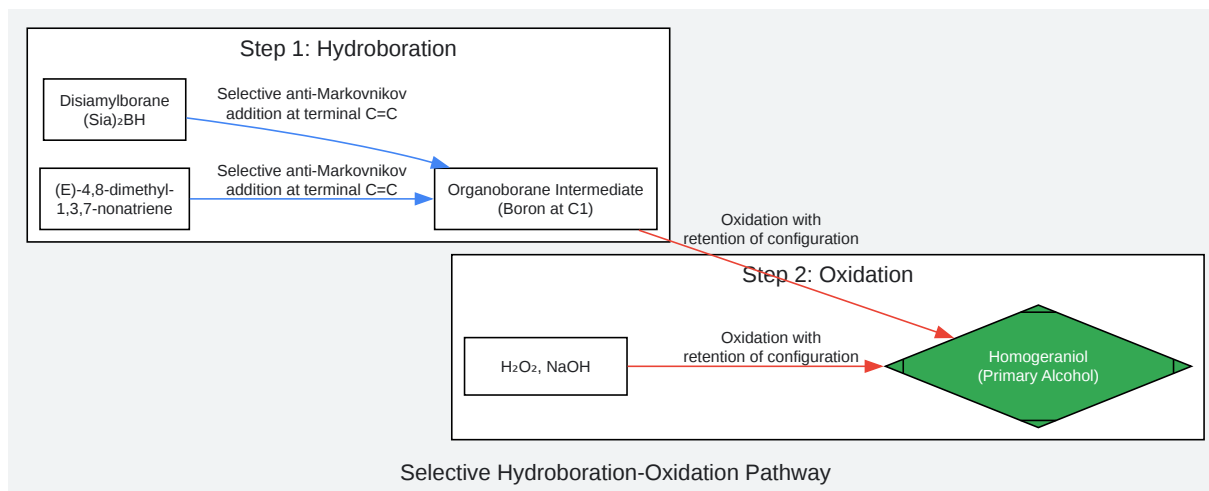 Step 1: Hydroboration
Disiamylborane
(Sia)₂BH
Selective anti-Markovnikov
addition at terminal C=C
(E)-4,8-dimethyl-
1,3,7-nonatriene
Selective anti-Markovnikov
addition at terminal C=C
Organoborane Intermediate
(Boron at C1)
Oxidation with
retention of configuration
Step 2: Oxidation
H₂O₂, NaOH
Oxidation with
retention of configuration
Homogeraniol
(Primary Alcohol)
Selective Hydroboration-Oxidation Pathway